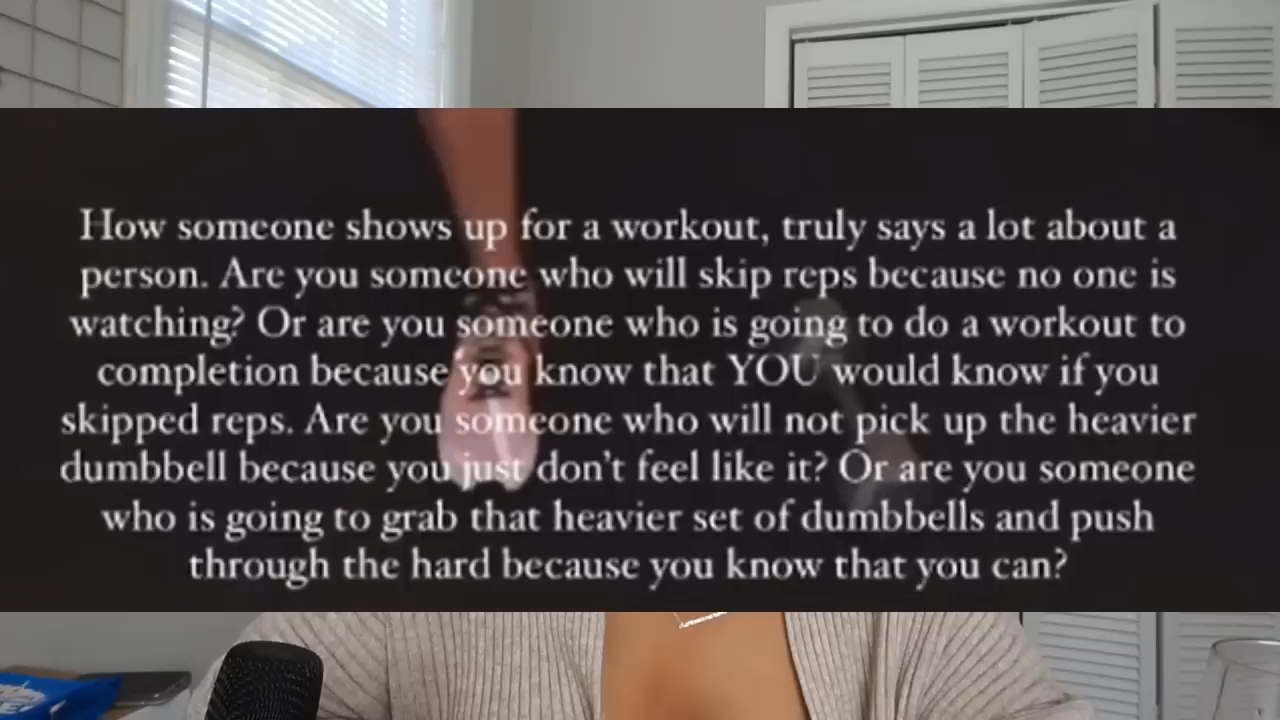 How someone shows up for a workout, truly says a lot about a
person. Are you someone who will skip reps because no one is
watching? Or are you someone who is going to do a workout to
completion because you know that YOU would know if you
skipped reps. Are you someone who will not pick up the heavier
dumbbell because you just don't feel like it? Or are you someone
who is going to grab that heavier set of dumbbells and push
through the hard because you know that you can?